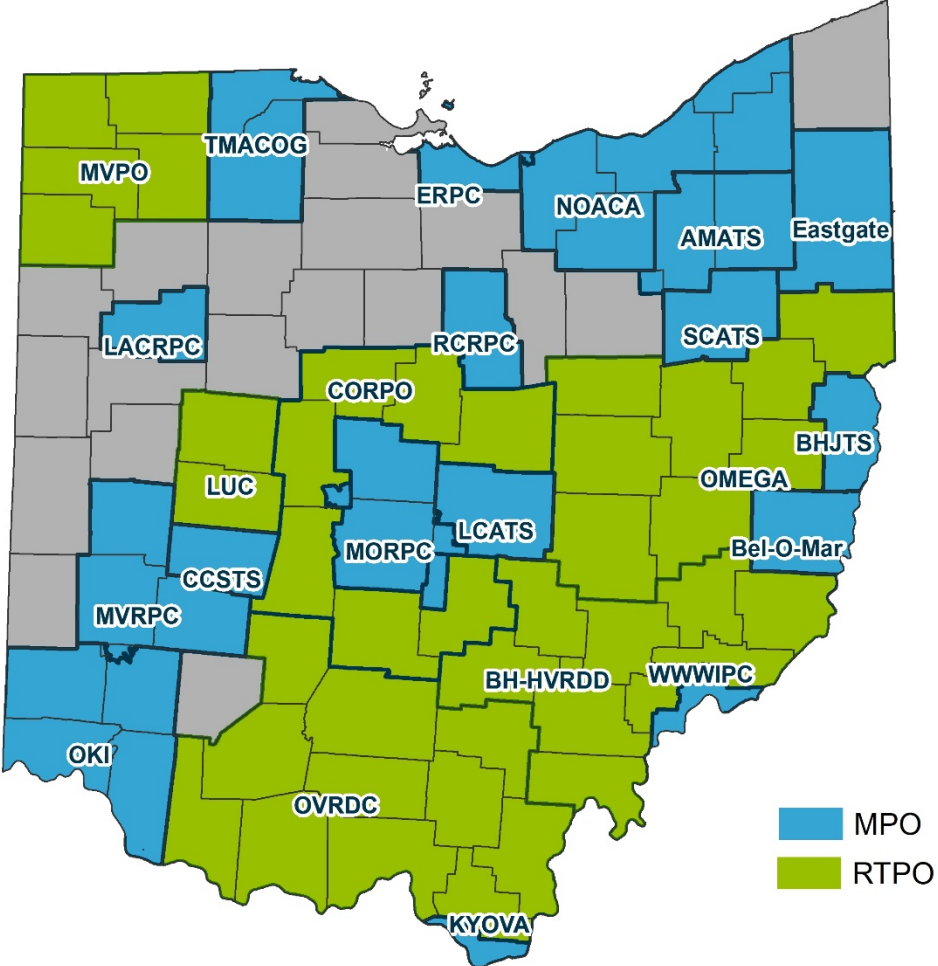 TMACOG
MVPO
ERPC
NOACA
AMATS
Eastgate
LACRPC
RCRPC
SCATS
CORPO
BHJTS
LUC
OMEGA
LCATS
MORPC
Bel-O-Mar
CCSTS
MVRPC
BH-HVRDD
WWWIPC
OKI
OVRDC
MPO
RTPO
KYOVA